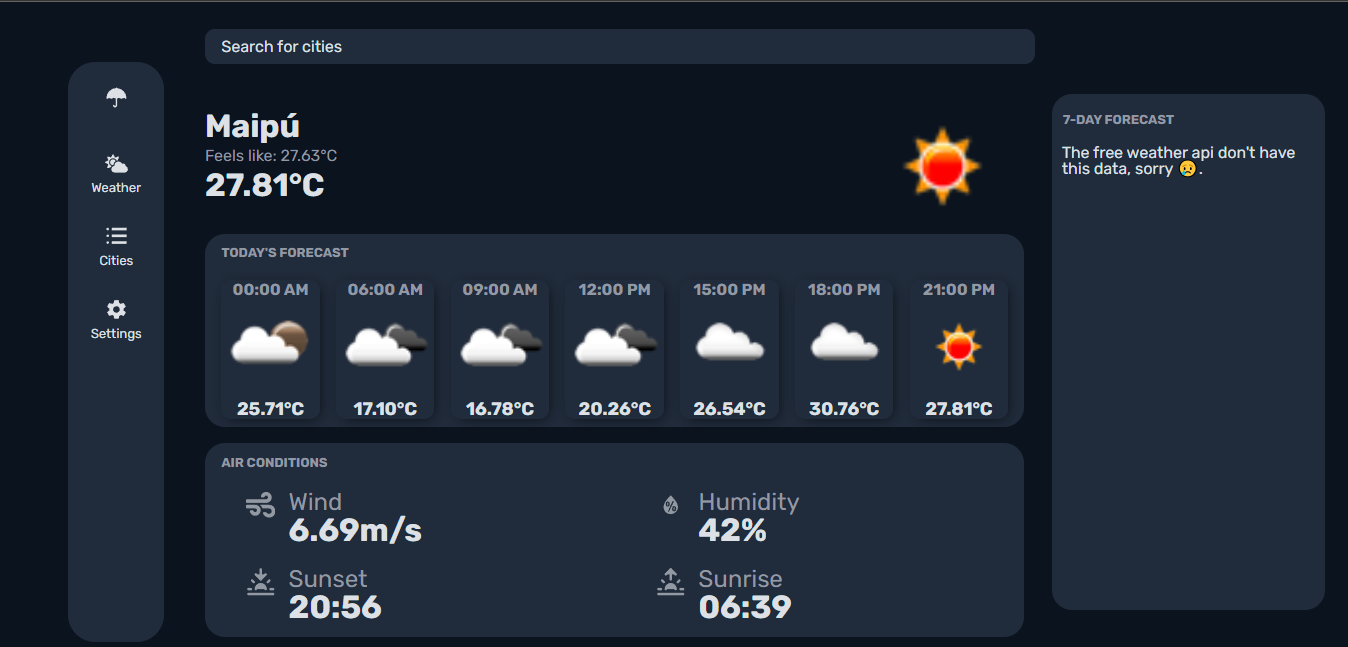 Search for cities
Weather
Cities
Settings
Maipú
Feels like: 27.63°C
27.81°C
TODAY'S FORECAST
00:00 AM 06:00 AM 09:00 AM 12:00 PM 15:00 PM 18:00 PM 21:00 PM
25.71°C 17.10°C 16.78°C 20.26°C 26.54°C 30.76°C 27.81°C
AIR CONDITIONS
Wind
6.69m/s
Humidity
42%
Sunset
20:56
Sunrise
06:39
7-DAY FORECAST
The free weather api don't have
this data, sorry 😥.